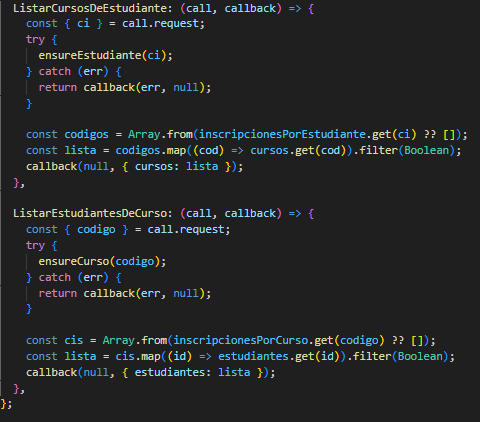 ListarCursosDeEstudiante: (call, callback) => {
const { ci } = call.request;
try {
ensureEstudiante(ci);
} catch (err) {
return callback(err, null);
}
const codigos = Array.from(inscripcionesPorEstudiante.get(ci) ?? []);
const lista = codigos.map((cod) => cursos.get(cod)).filter(Boolean);
callback(null, { cursos: lista });
},
ListarEstudiantesDeCurso: (call, callback) => {
const { codigo } = call.request;
try {
ensureCurso(codigo);
} catch (err) {
return callback(err, null);
}
const cis = Array.from(inscripcionesPorCurso.get(codigo) ?? []);
const lista = cis.map((id) => estudiantes.get(id)).filter(Boolean);
callback(null, { estudiantes: lista });
},
};